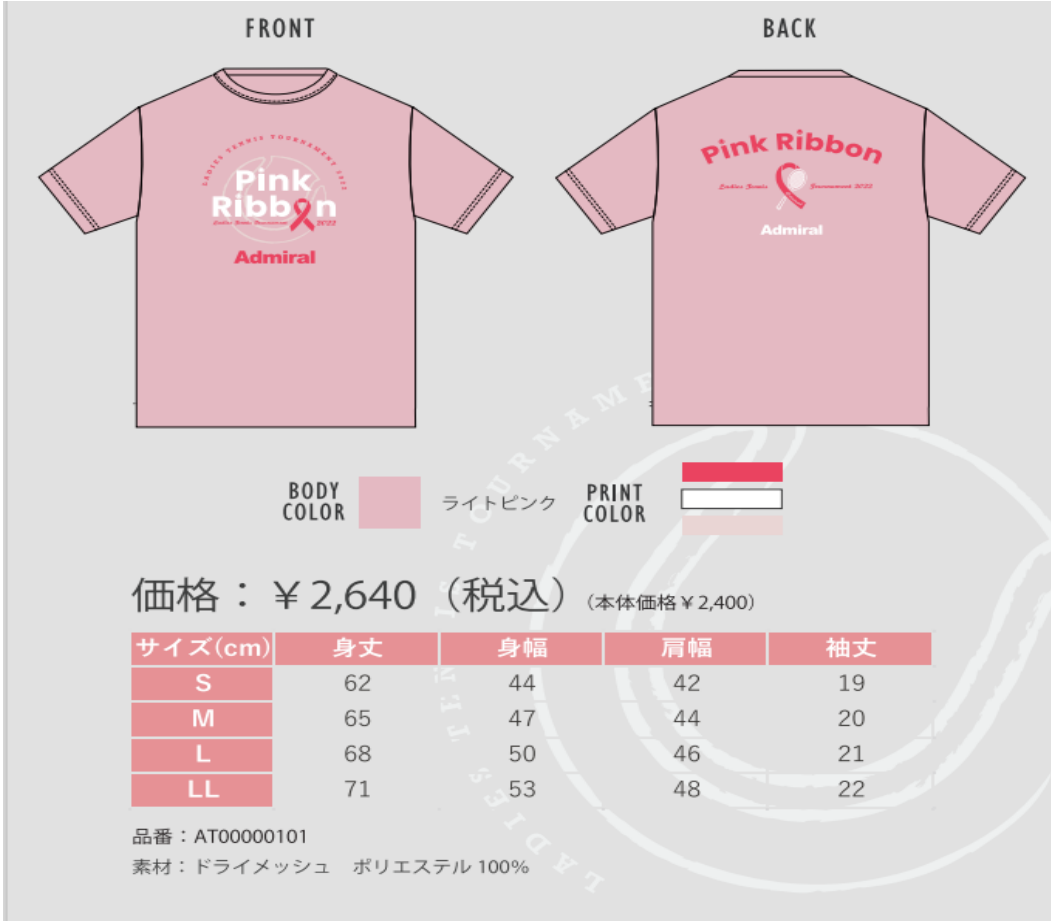 FRONT
BACK
LADIES TENNIS TOURNAMENT 2022
Pink
Ribbon
Ladies Tennis Tournament 2022
Admiral
Pink Ribbon
Ladies Tennis Tournament 2022
Admiral
BODY
COLOR
ライトピンク
PRINT
COLOR
価格：￥2,640（税込）(本体価格￥2,400)
サイズ(cm) 身丈 身幅 肩幅 袖丈
S 62 44 42 19
M 65 47 44 20
L 68 50 46 21
LL 71 53 48 22
品番：AT00000101
素材：ドライメッシュ　ポリエステル 100%
LADIES TENNIS TOURNAME